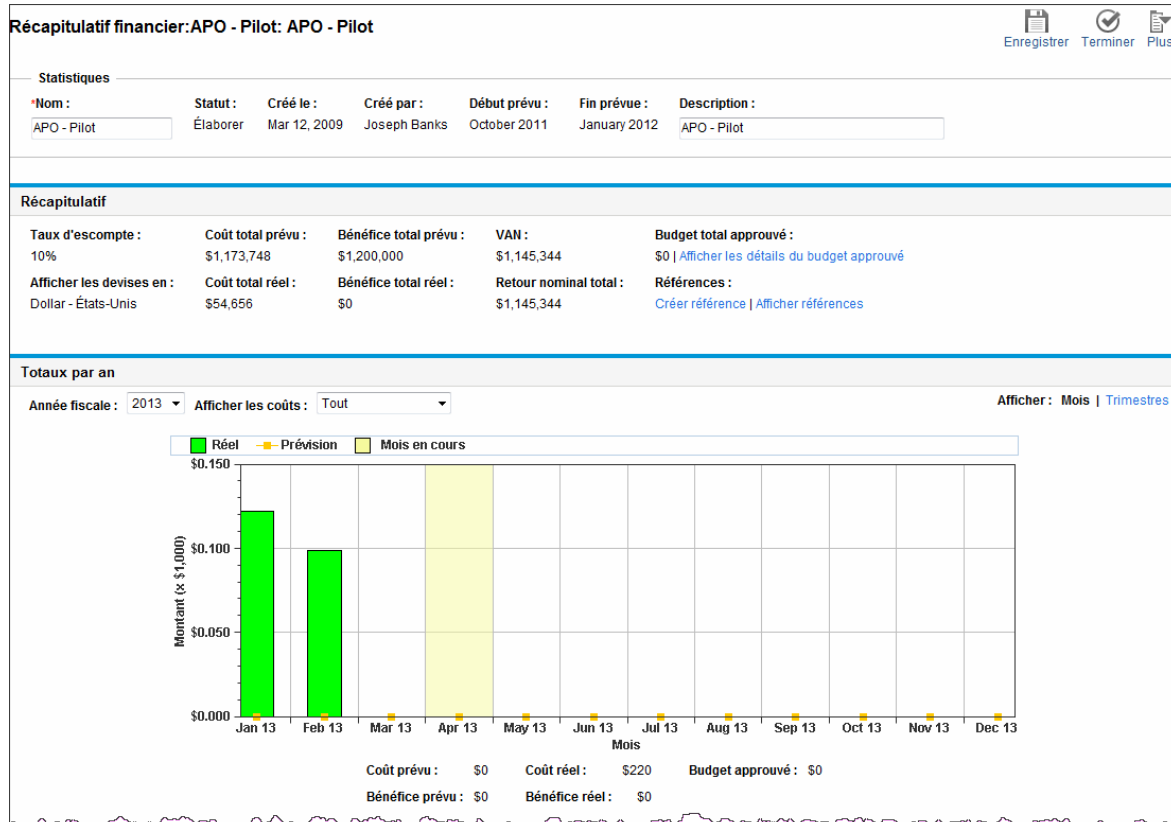 Récapitulatif financier:APO - Pilot: APO - Pilot
Enregistrer Terminer Plus
Statistiques
*Nom : Statut : Créé le : Créé par : Début prévu : Fin prévue : Description :
APO - Pilot Élaborer Mar 12, 2009 Joseph Banks October 2011 January 2012 APO - Pilot
Récapitulatif
Taux d'escompte : Coût total prévu : Bénéfice total prévu : VAN : Budget total approuvé :
10% $1,173,748 $1,200,000 $1,145,344 $0 | Afficher les détails du budget approuvé
Afficher les devises en : Coût total réel : Bénéfice total réel : Retour nominal total : Références :
Dollar - États-Unis $54,656 $0 $1,145,344 Créer référence | Afficher références
Totaux par an
Année fiscale : 2013 Afficher les coûts : Tout Afficher : Mois | Trimestres
Réel Prévision Mois en cours
$0.150
$0.100
$0.050
$0.000
Montant (x $1,000)
Jan 13 Feb 13 Mar 13 Apr 13 May 13 Jun 13 Jul 13 Aug 13 Sep 13 Oct 13 Nov 13 Dec 13
Mois
Coût prévu : $0 Coût réel : $220 Budget approuvé : $0
Bénéfice prévu : $0 Bénéfice réel : $0